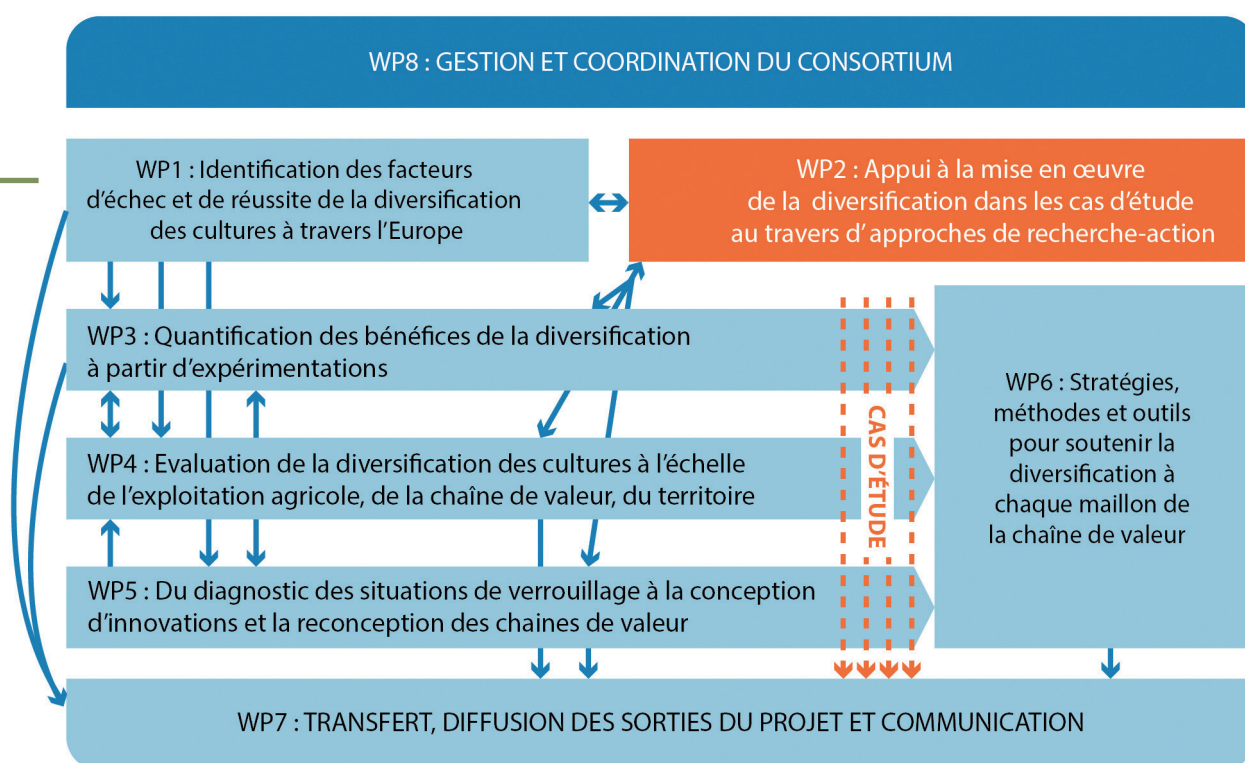 WP8 : GESTION ET COORDINATION DU CONSORTIUM
WP1 : Identification des facteurs
d'échec et de réussite de la diversification
des cultures à travers l'Europe
WP2 : Appui à la mise en œuvre
de la diversification dans les cas d'étude
au travers d'approches de recherche-action
WP3 : Quantification des bénéfices de la diversification
à partir d'expérimentations
WP4 : Evaluation de la diversification des cultures à l'échelle
de l'exploitation agricole, de la chaîne de valeur, du territoire
WP5 : Du diagnostic des situations de verrouillage à la conception
d'innovations et la reconception des chaines de valeur
CAS D'ÉTUDE
WP6 : Stratégies,
méthodes et outils
pour soutenir la
diversification à
chaque maillon de
la chaîne de valeur
WP7 : TRANSFERT, DIFFUSION DES SORTIES DU PROJET ET COMMUNICATION